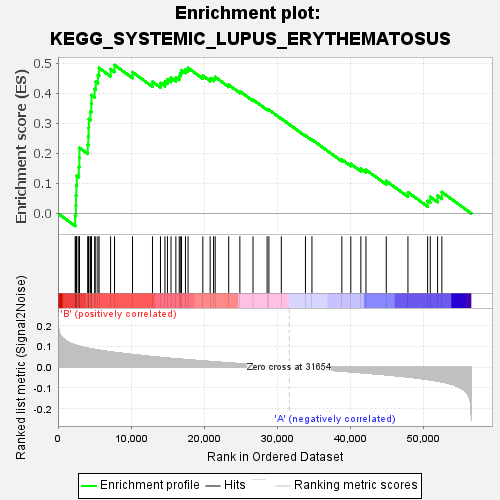 Enrichment plot:
KEGG_SYSTEMIC_LUPUS_ERYTHEMATOSUS
Enrichment score (ES)
0.5
0.4
0.3
0.2
0.1
0.0
'B' (positively correlated)
Ranked list metric (Signal2Noise)
0.2
0.1
0.0
-0.1
-0.2
Zero cross at 31654
'A' (negatively correlated)
0 10,000 20,000 30,000 40,000 50,000
Rank in Ordered Dataset
Enrichment profile Hits Ranking metric scores